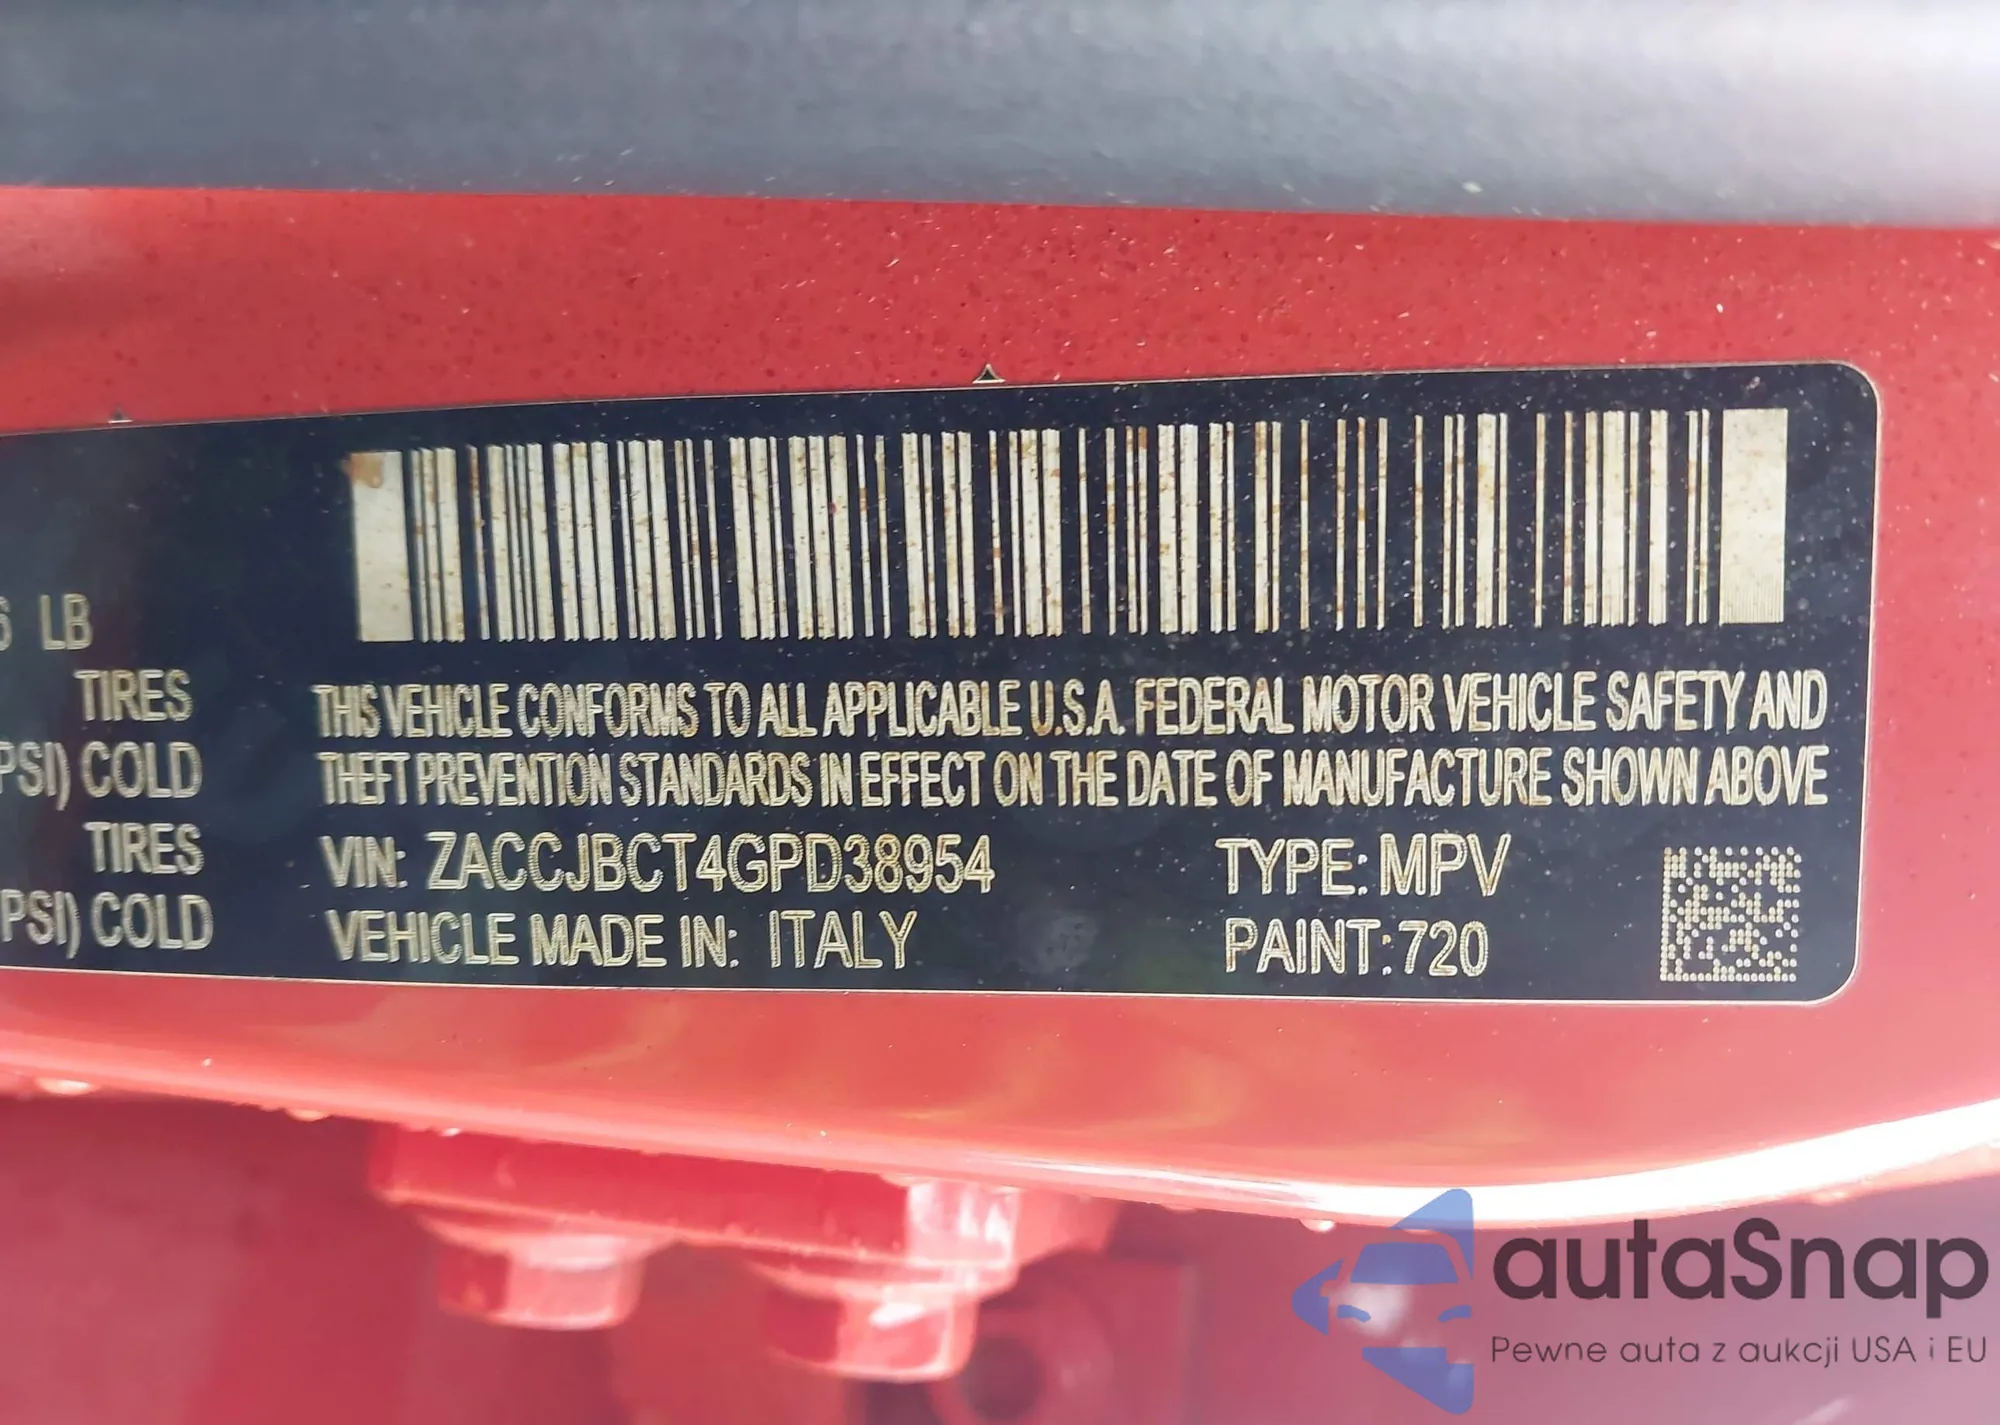 6 LB
TIRES
PSI) COLD
TIRES
(PSI) COLD
THIS VEHICLE CONFORMS TO ALL APPLICABLE U.S.A. FEDERAL MOTOR VEHICLE SAFETY AND
THEFT PREVENTION STANDARDS IN EFFECT ON THE DATE OF MANUFACTURE SHOWN ABOVE
VIN: ZACCJBCT4GPD38954 TYPE: MPV
VEHICLE MADE IN: ITALY PAINT: 720
autaSnap
Pewne auta z aukcji USA i EU